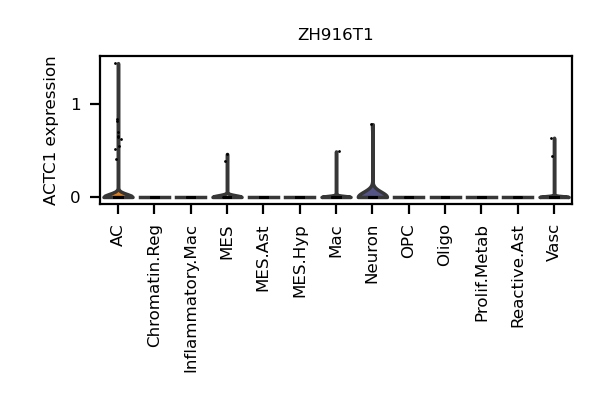 ZH916T1
ACTC1 expression
1
0
AC
Chromatin.Reg
Inflammatory.Mac
MES
MES.Ast
MES.Hyp
Mac
Neuron
OPC
Oligo
Prolif.Metab
Reactive.Ast
Vasc